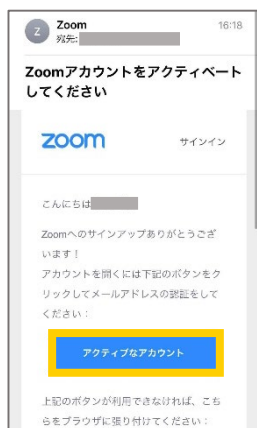 Z
Zoom 16:18
宛先:
Zoomアカウントをアクティベート
してください
zoom サインイン
こんにちは
Zoomへのサインアップありがとうござ
います！
アカウントを開くには下記のボタンをク
リックしてメールアドレスの認証をして
ください：
アクティブなアカウント
上記のボタンが利用できなければ、こち
らをブラウザに張り付けてください：